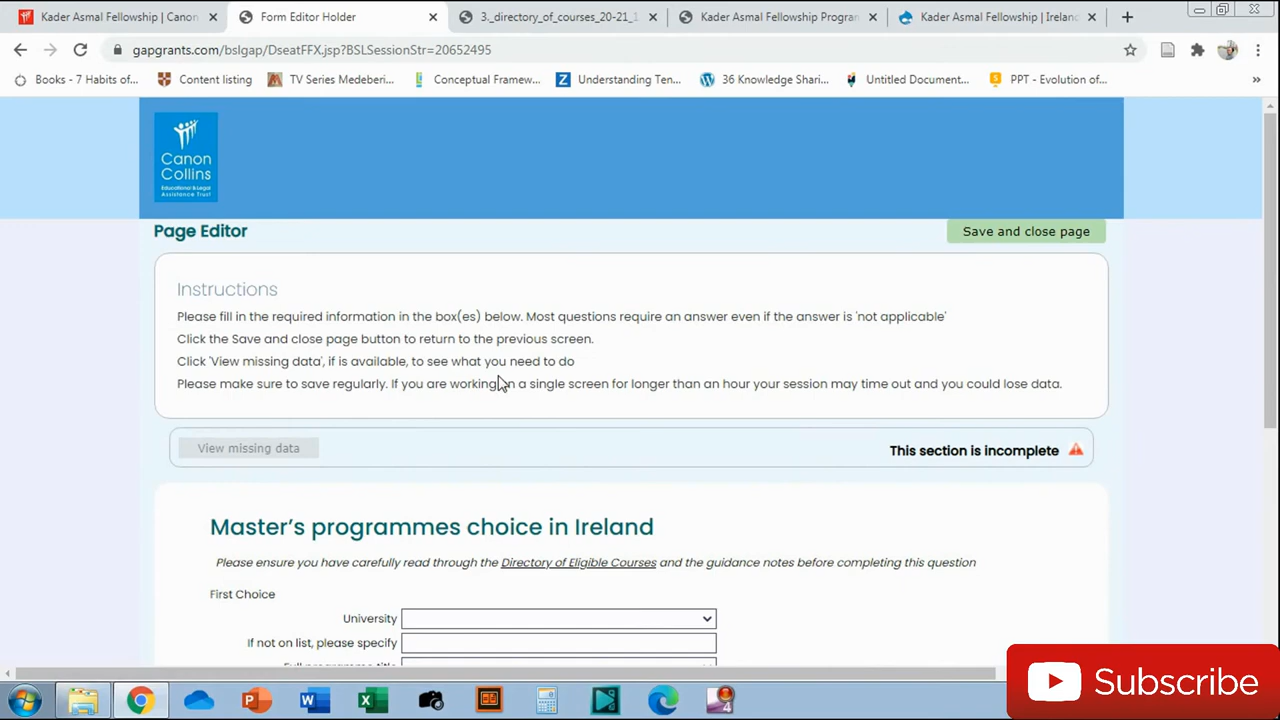 Kader Asmal Fellowship | Canon
Form Editor Holder
3._directory_of_courses_20-21_1
Kader Asmal Fellowship Program
Kader Asmal Fellowship | Irelan
gapgrants.com/bslgap/DseatFFX.jsp?BSLSessionStr=20652495
Books - 7 Habits of...
Content listing
TV Series Medeberi...
Conceptual Framew...
Understanding Ten...
36 Knowledge Shari...
Untitled Document...
PPT - Evolution of...
Canon
Collins
Educational & Legal
Assistance Trust
Page Editor
Save and close page
Instructions
Please fill in the required information in the box(es) below. Most questions require an answer even if the answer is 'not applicable'
Click the Save and close page button to return to the previous screen.
Click 'View missing data', if is available, to see what you need to do
Please make sure to save regularly. If you are working on a single screen for longer than an hour your session may time out and you could lose data.
View missing data
This section is incomplete
Master's programmes choice in Ireland
Please ensure you have carefully read through the Directory of Eligible Courses and the guidance notes before completing this question
First Choice
University
If not on list, please specify
Full programme title
Subscribe